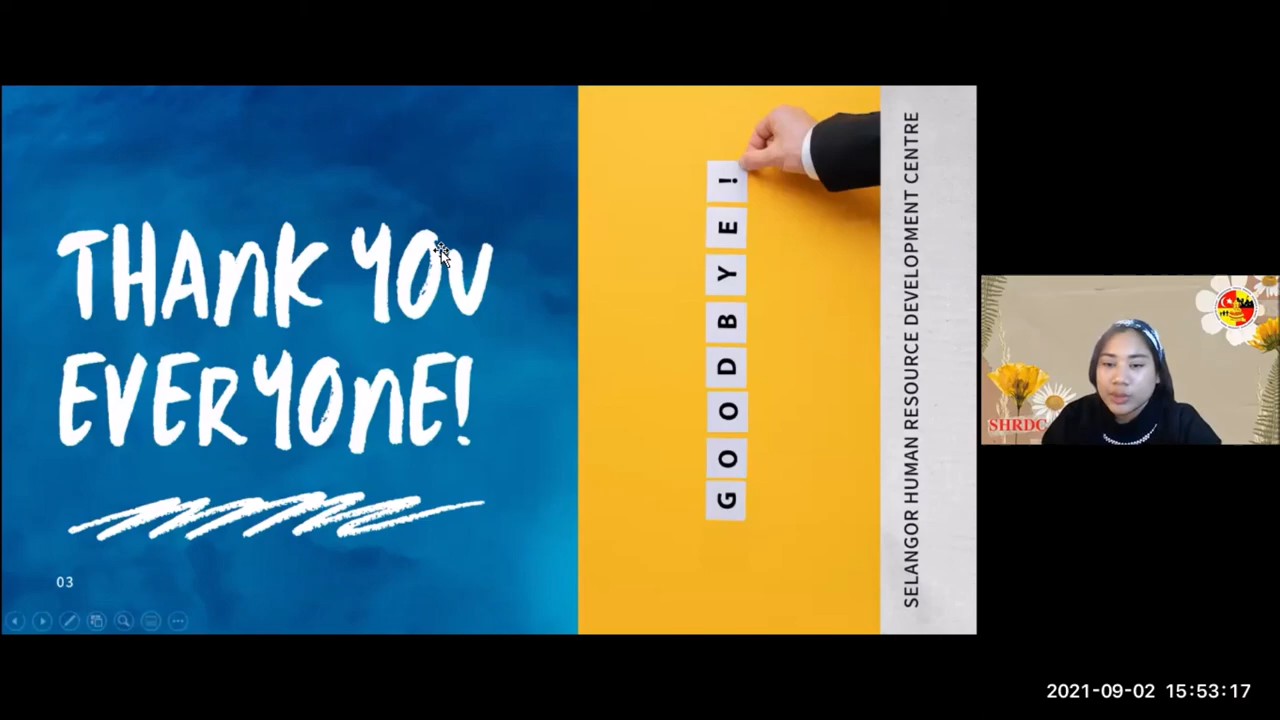 THANK YOU
EVERYONE!
03
GOODBYE!
SELANGOR HUMAN RESOURCE DEVELOPMENT CENTRE
SHRDC
2021-09-02 15:53:17